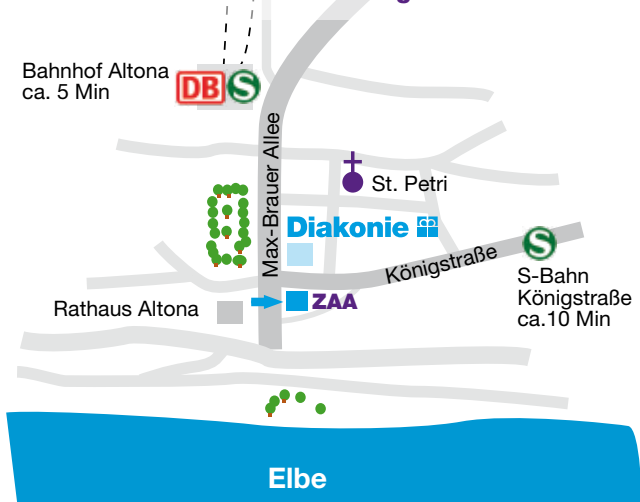 Bahnhof Altona
ca. 5 Min
DB
S
Max-Brauer Allee
St. Petri
Diakonie
Königstraße
S
S-Bahn
Königstraße
ca.10 Min
Rathaus Altona
ZAA
Elbe